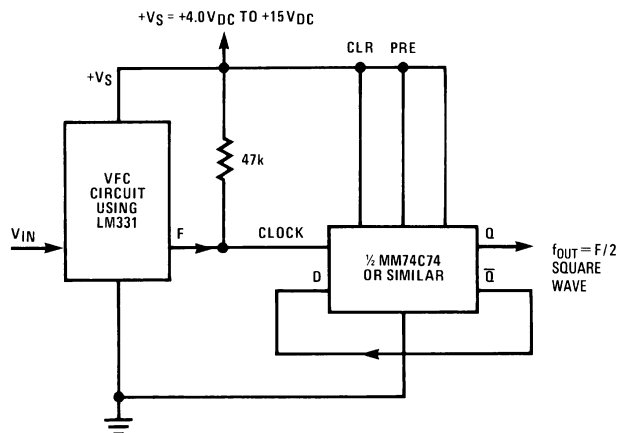 +VS = +4.0VDC TO +15VDC
CLR PRE
+VS
47k
VFC
CIRCUIT
USING
LM331
VIN
F
CLOCK
Q
½ MM74C74
OR SIMILAR
D
Q̅
fOUT = F/2
SQUARE
WAVE